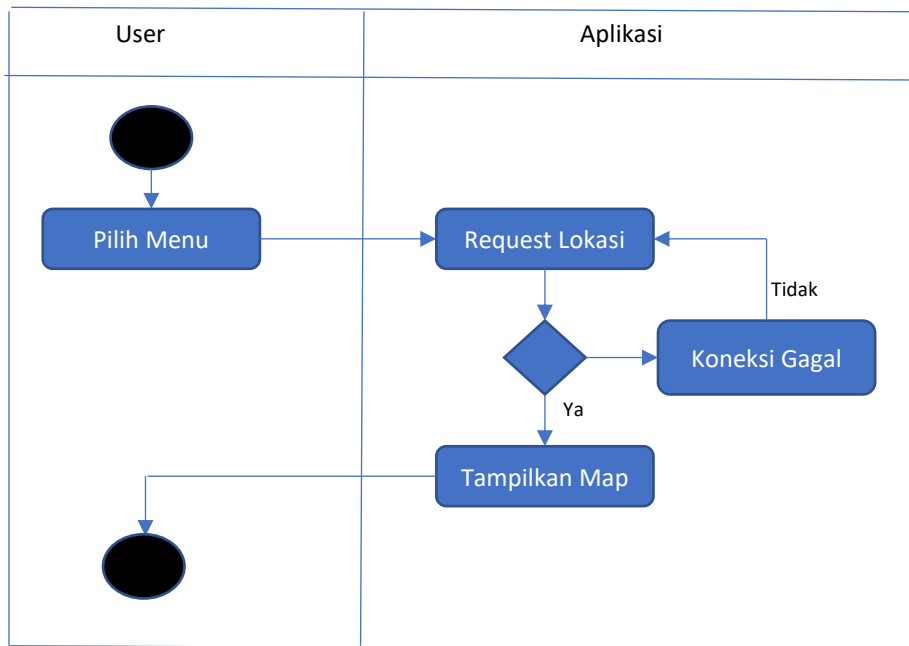 User
Aplikasi
Pilih Menu
Request Lokasi
Tidak
Koneksi Gagal
Ya
Tampilkan Map